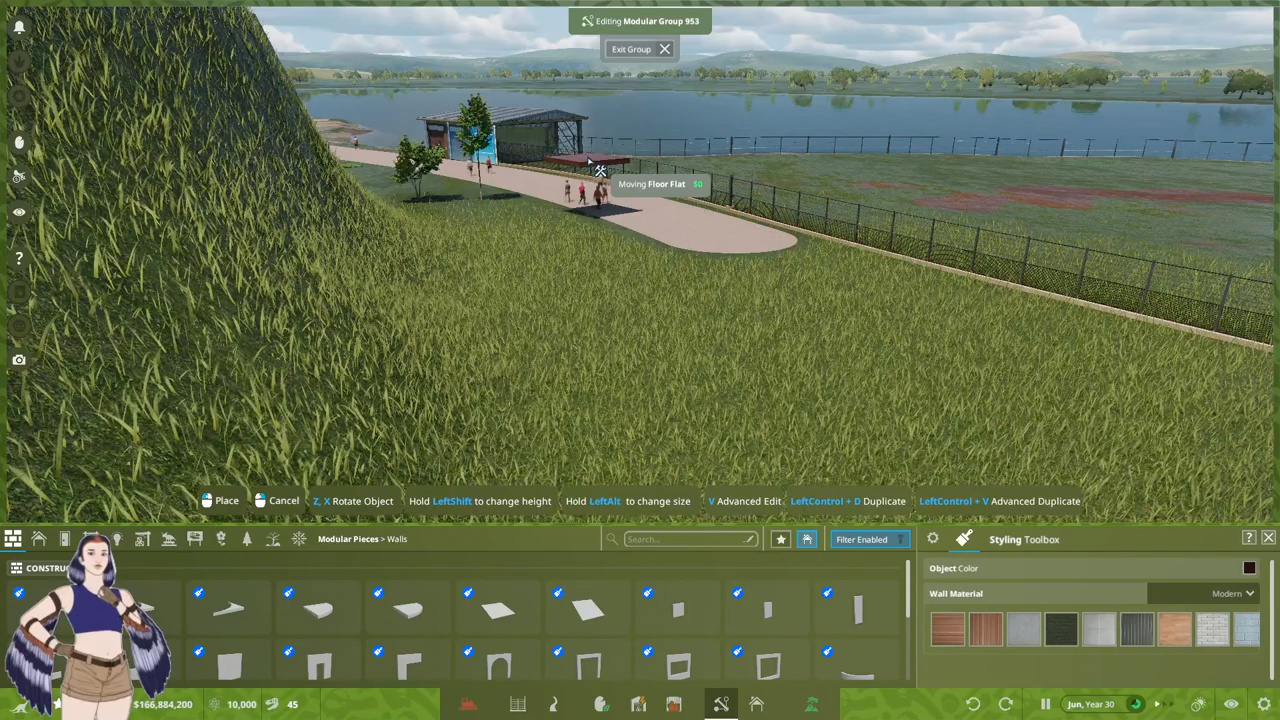 Editing Modular Group 953
Exit Group
Moving Floor Flat $0
Place
Cancel
Z, X Rotate Object
Hold LeftShift to change height
Hold LeftAlt to change size
V Advanced Edit
LeftControl + D Duplicate
LeftControl + V Advanced Duplicate
Modular Pieces > Walls
Search...
Filter Enabled
Styling Toolbox
?
Object Color
Wall Material
Modern
$166,884,200
10,000
45
Jun, Year 30
?